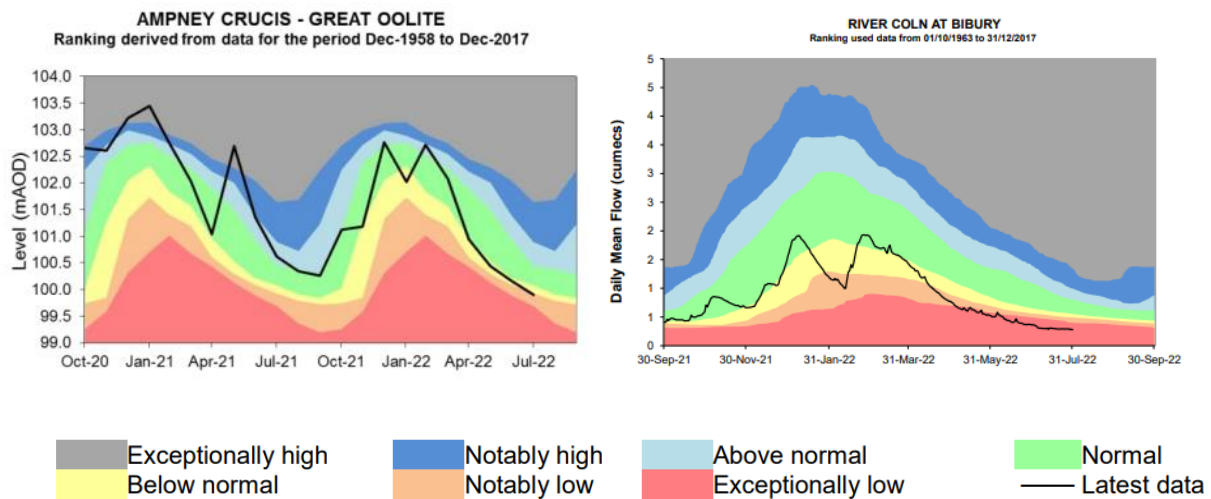 AMPNEY CRUCIS - GREAT OOLITE
Ranking derived from data for the period Dec-1958 to Dec-2017
Level (mAOD)
104.0
103.5
103.0
102.5
102.0
101.5
101.0
100.5
100.0
99.5
99.0
Oct-20 Jan-21 Apr-21 Jul-21 Oct-21 Jan-22 Apr-22 Jul-22
RIVER COLN AT BIBURY
Ranking used data from 01/10/1963 to 31/12/2017
Daily Mean Flow (cumecs)
5
5
4
4
3
3
2
2
1
1
0
30-Sep-21 30-Nov-21 31-Jan-22 31-Mar-22 31-May-22 31-Jul-22 30-Sep-22
Exceptionally high Notably high Above normal Normal
Below normal Notably low Exceptionally low Latest data